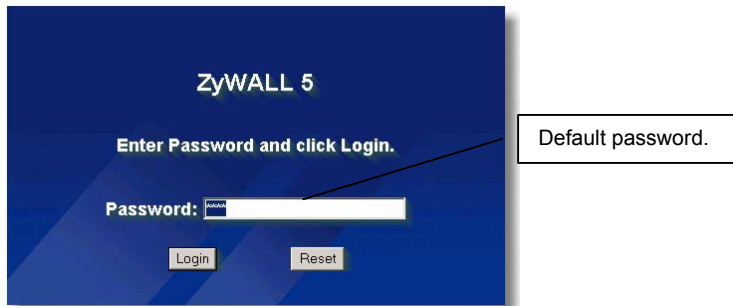 ZyWALL 5
Enter Password and click Login.
Default password.
Password: ****
Login
Reset